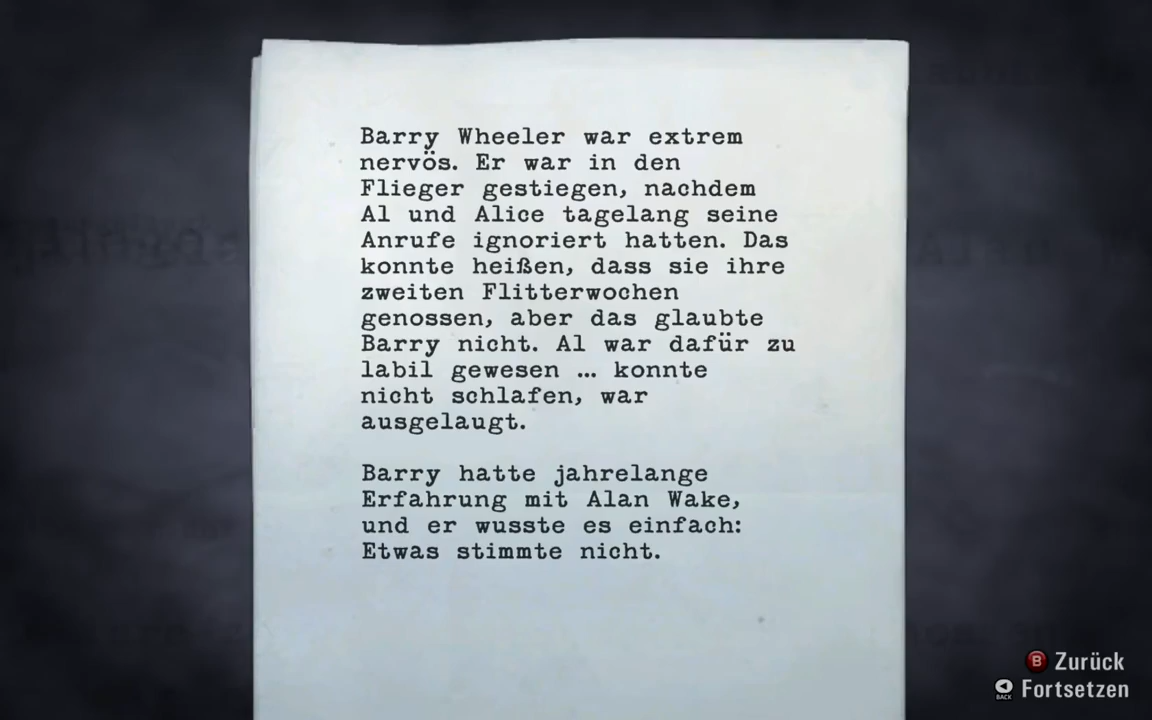 Barry Wheeler war extrem
nervös. Er war in den
Flieger gestiegen, nachdem
Al und Alice tagelang seine
Anrufe ignoriert hatten. Das
konnte heißen, dass sie ihre
zweiten Flitterwochen
genossen, aber das glaubte
Barry nicht. Al war dafür zu
labil gewesen … konnte
nicht schlafen, war
ausgelaugt.
Barry hatte jahrelange
Erfahrung mit Alan Wake,
und er wusste es einfach:
Etwas stimmte nicht.
B Zurück
BACK Fortsetzen